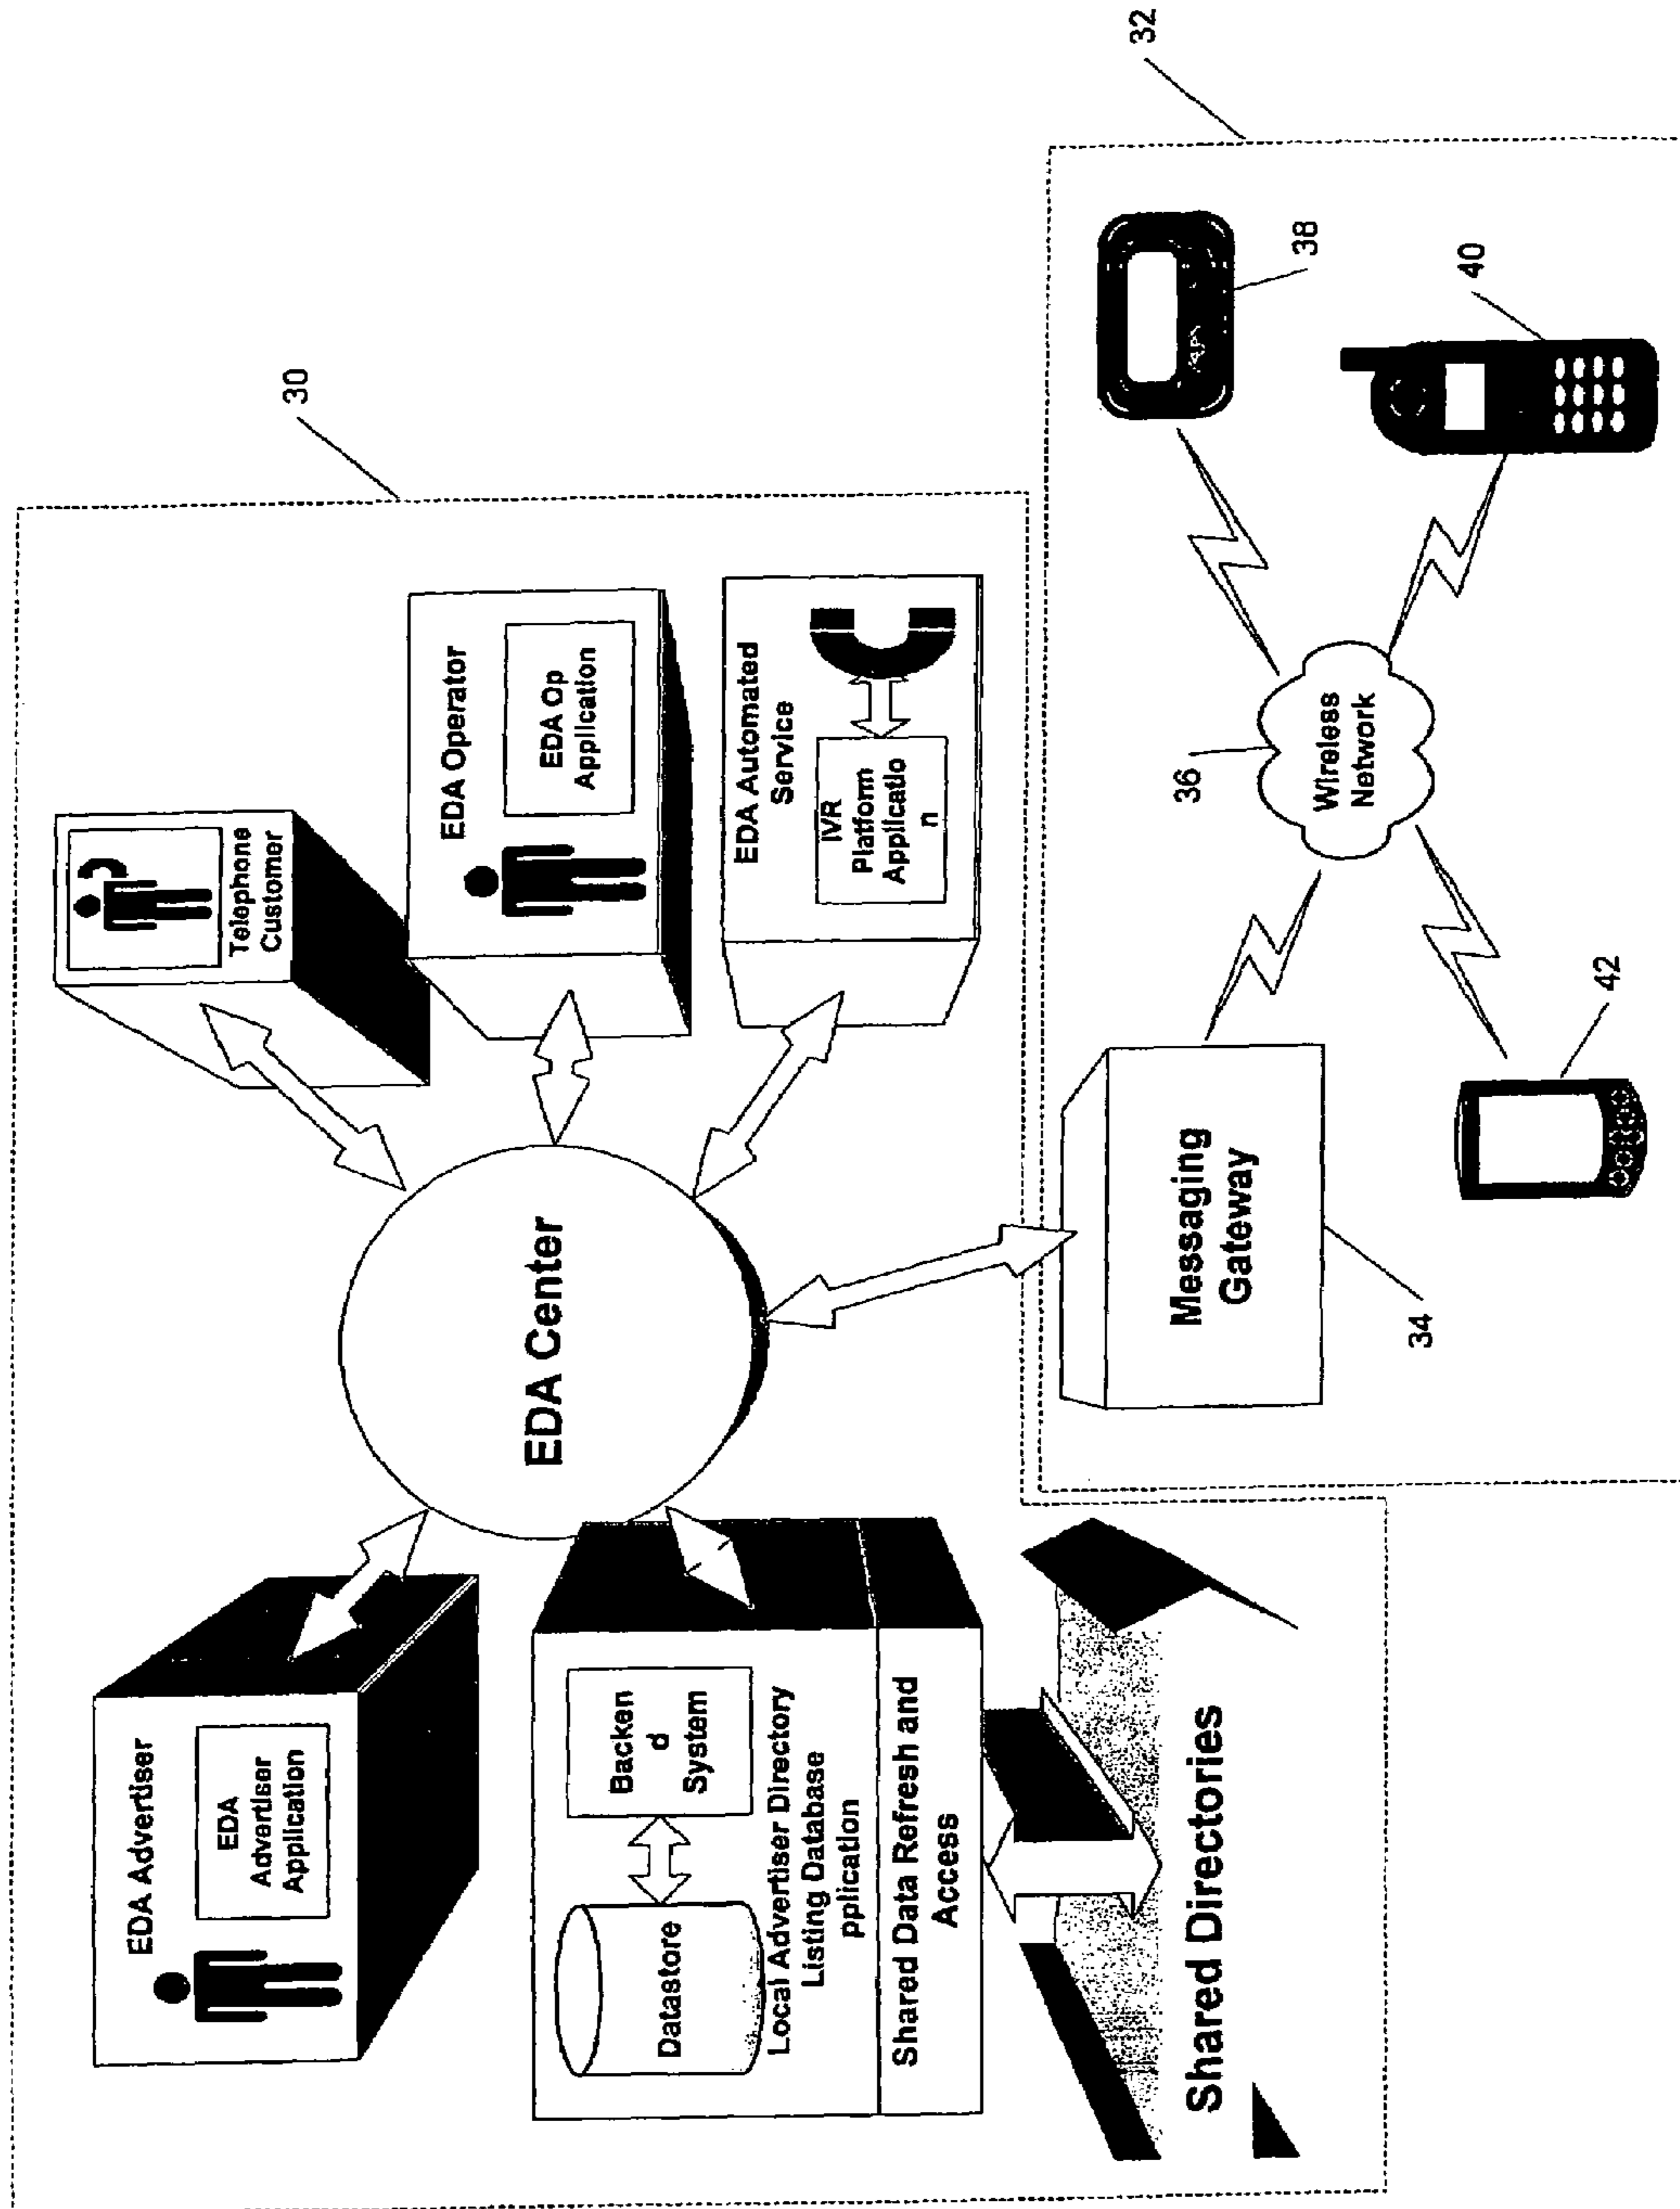 EDA Advertiser
EDA
Advertiser
Application
Datastore
Backen
d
System
Local Advertiser Directory
Listing Database
pplication
Shared Data Refresh and
Access
Shared Directories
EDA Center
Telephone
Customer
EDA Operator
EDA Op
Application
EDA Automated
Service
IVR
Platform
Applicatio
n
30
Messaging
Gateway
34
Wireless
Network
36
38
40
42
32